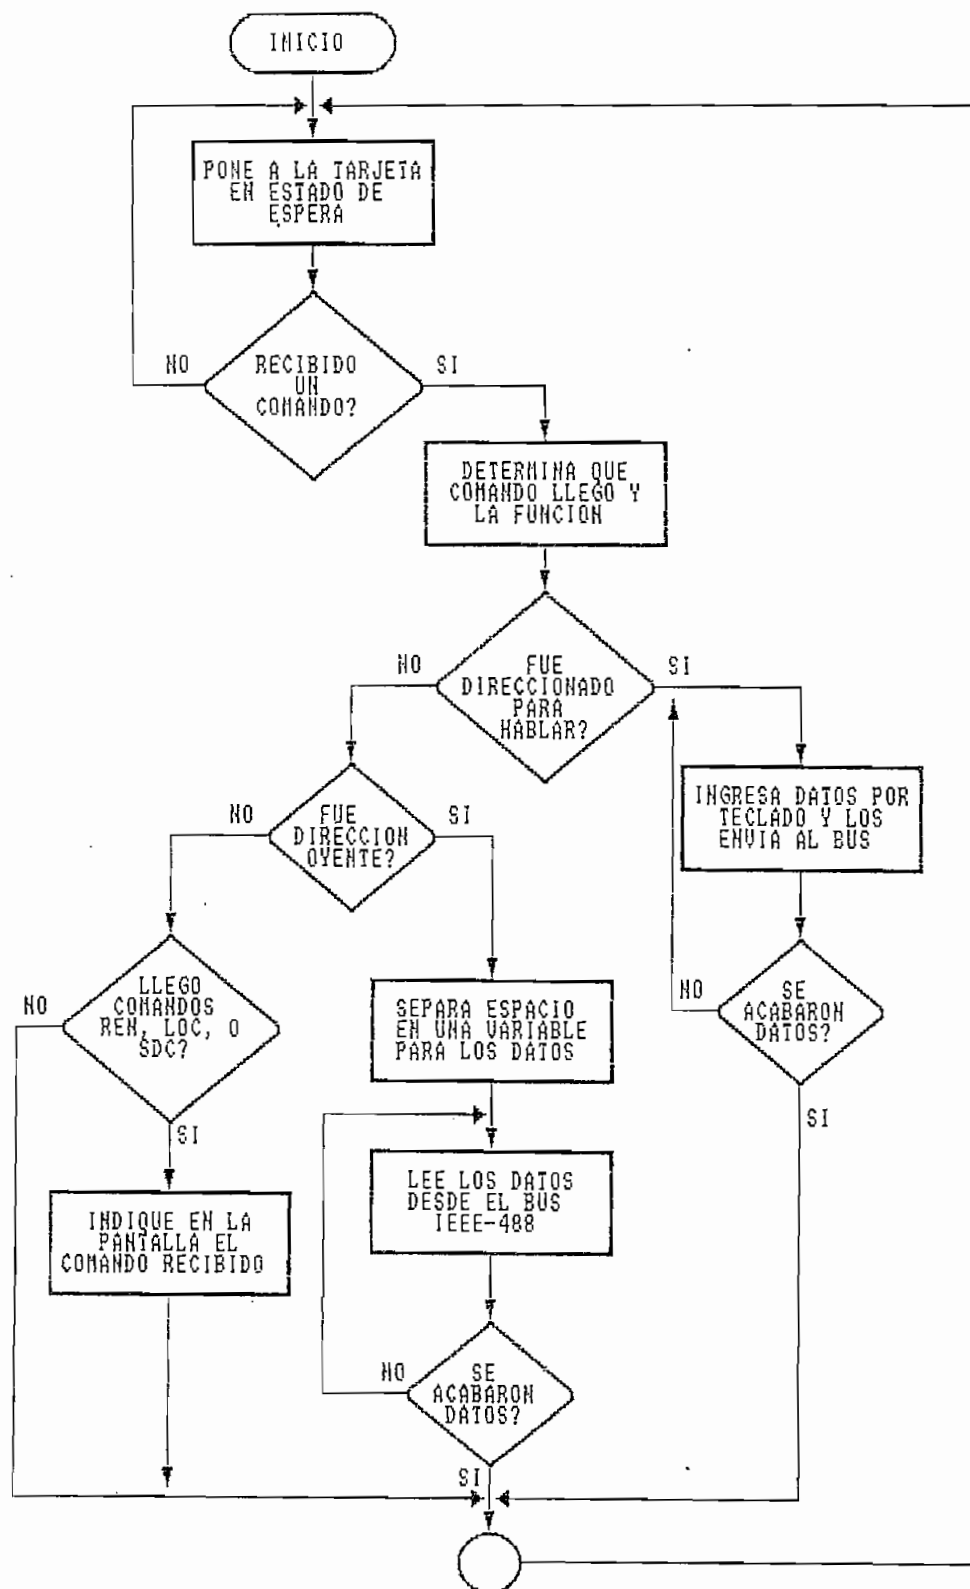 INICIO
PONE A LA TARJETA
EN ESTADO DE
ESPERA
NO
RECIBIDO
UN
COMANDO?
SI
DETERMINA QUE
COMANDO LLEGO Y
LA FUNCION
NO
FUE
DIRECCIONADO
PARA
HABLAR?
SI
INGRESA DATOS POR
TECLADO Y LOS
ENVIA AL BUS
NO
FUE
DIRECCION
OYENTE?
SI
NO
LLEGO
COMANDOS
REN, LOC, O
SDC?
SI
SEPARA ESPACIO
EN UNA VARIABLE
PARA LOS DATOS
NO
SE
ACABARON
DATOS?
SI
LEE LOS DATOS
DESDE EL BUS
IEEE-488
INDIQUE EN LA
PANTALLA EL
COMANDO RECIBIDO
NO
SE
ACABARON
DATOS?
SI